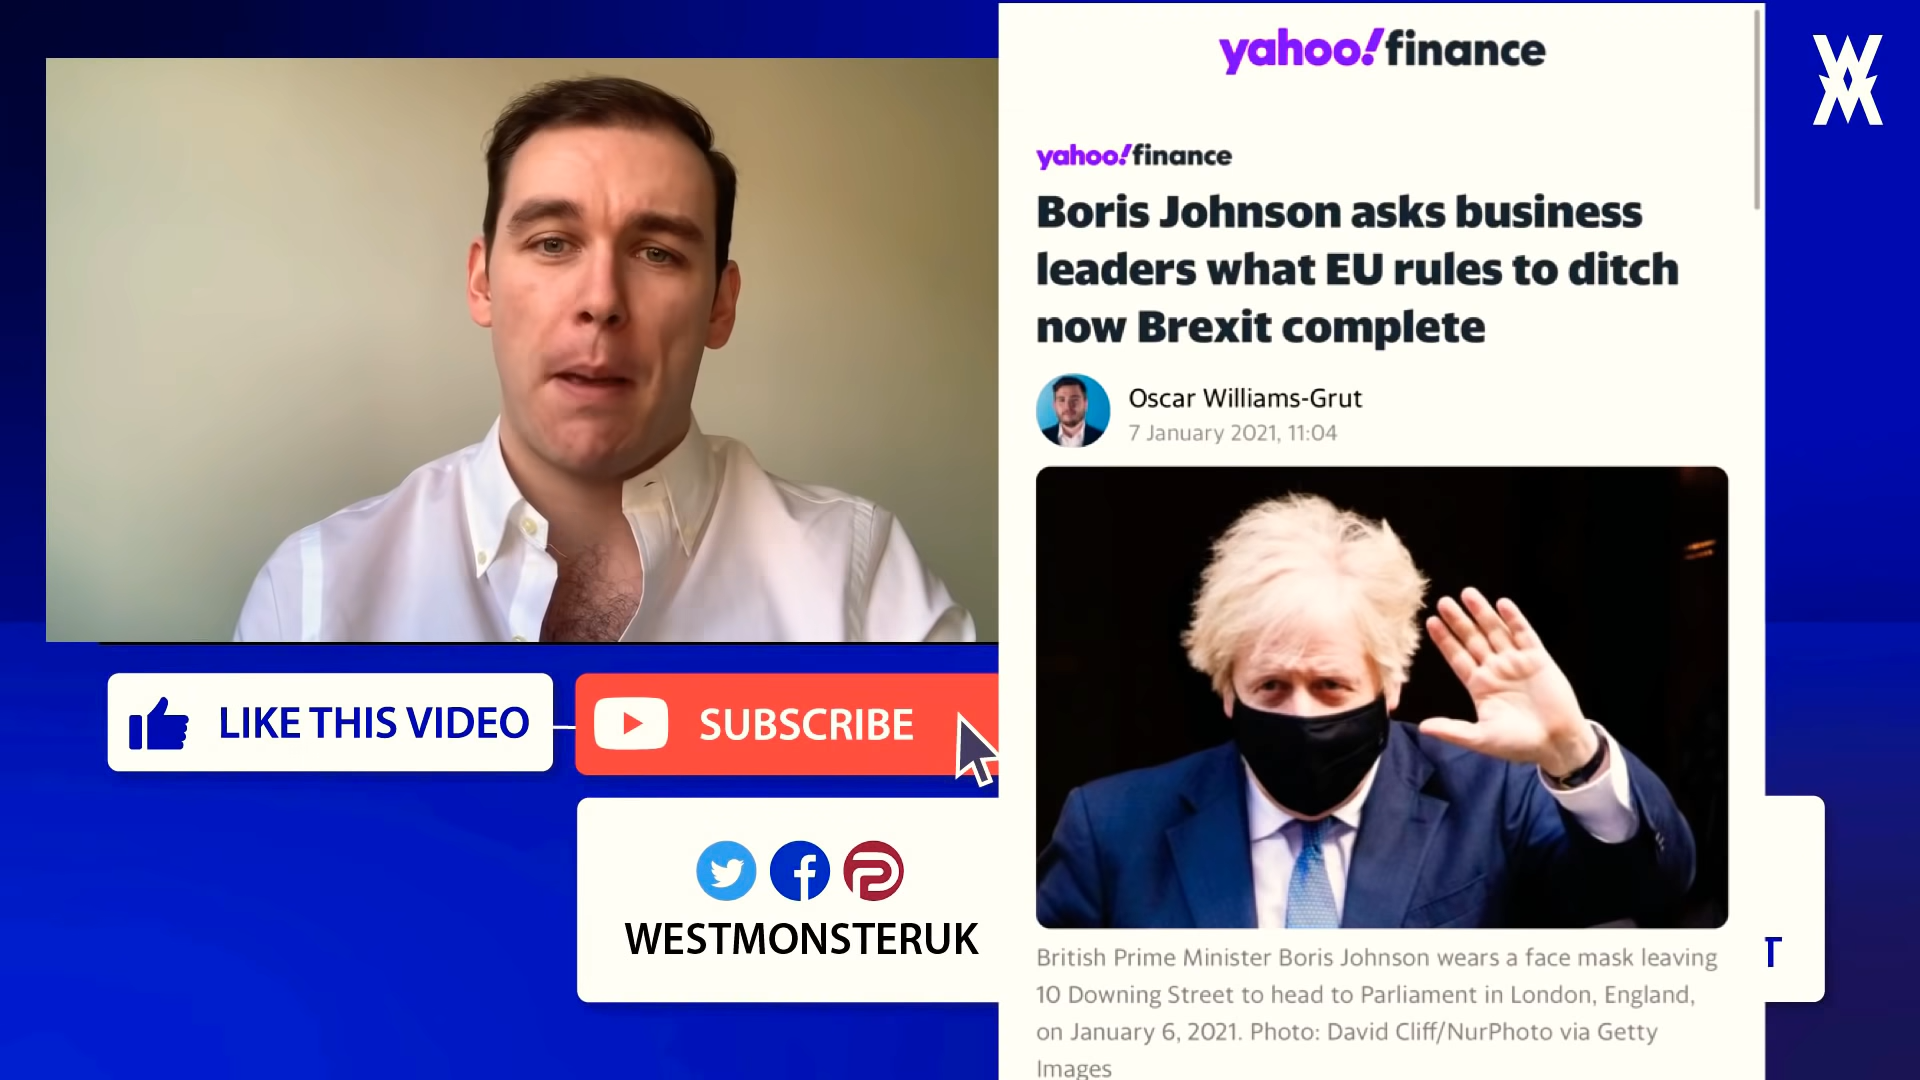 yahoo!finance
yahoo!finance
Boris Johnson asks business
leaders what EU rules to ditch
now Brexit complete
Oscar Williams-Grut
7 January 2021, 11:04
British Prime Minister Boris Johnson wears a face mask leaving
10 Downing Street to head to Parliament in London, England,
on January 6, 2021. Photo: David Cliff/NurPhoto via Getty
Images
LIKE THIS VIDEO
SUBSCRIBE
WESTMONSTERUK
T